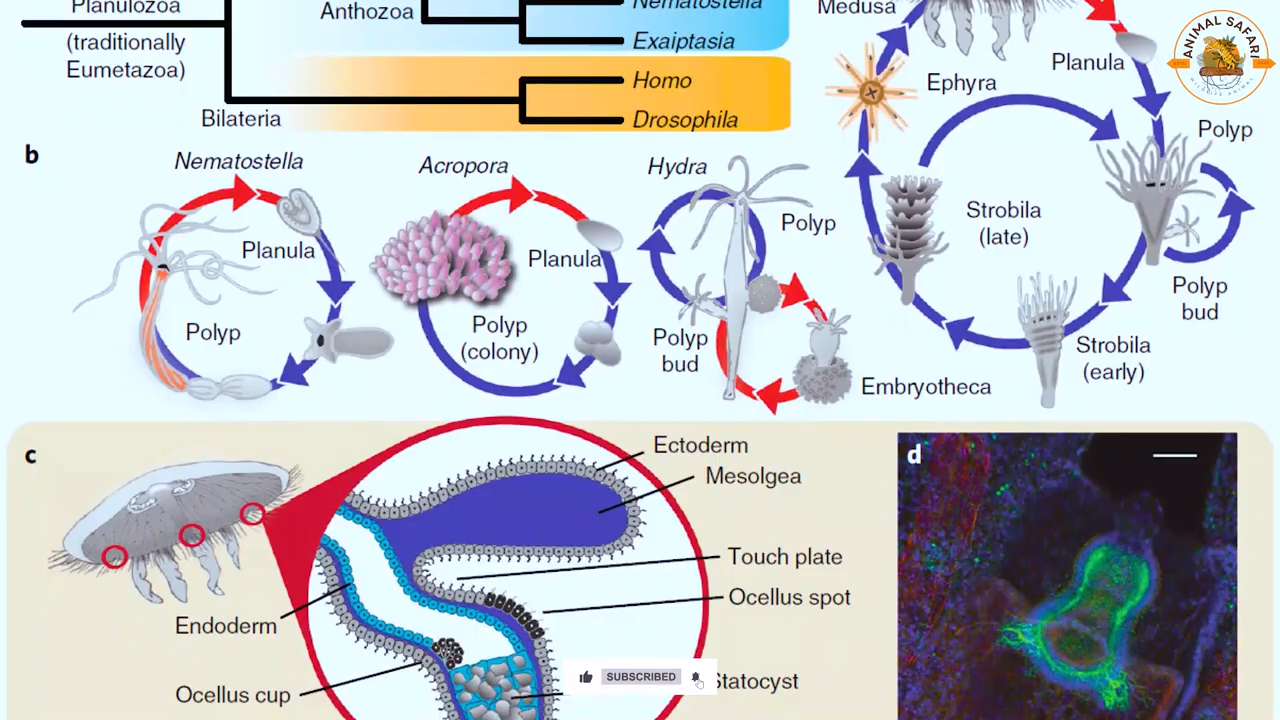 Planulozoa
(traditionally
Eumetazoa)
Anthozoa
Nematostella
Exaiptasia
Homo
Drosophila
Bilateria
Medusa
Planula
Ephyra
Polyp
Strobila
(late)
Polyp
bud
Strobila
(early)
ANIMAL SAFARI
WILDLIFE ANIMAL
b
Nematostella
Planula
Polyp
Acropora
Planula
Polyp
(colony)
Hydra
Polyp
Polyp
bud
Embryotheca
c
Ectoderm
Mesolgea
Touch plate
Ocellus spot
Endoderm
Ocellus cup
Statocyst
SUBSCRIBED
d